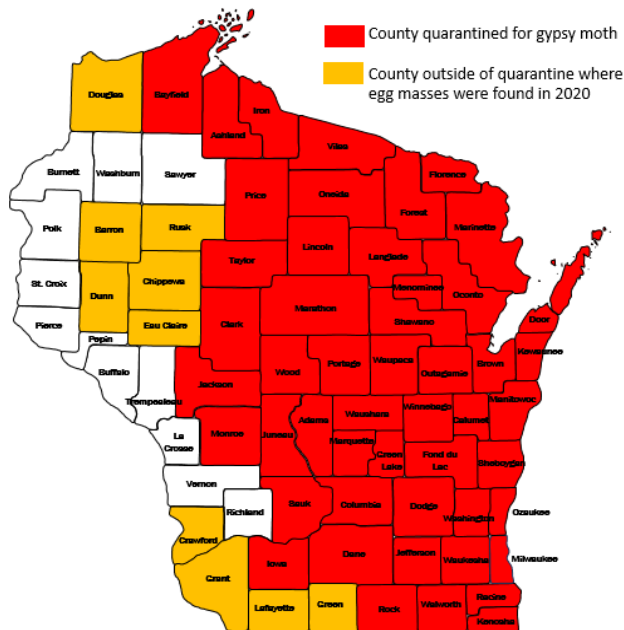 County quarantined for gypsy moth
County outside of quarantine where
egg masses were found in 2020
Douglas
Bayfield
Iron
Ashland
Vilas
Burnett
Washburn
Sawyer
Florence
Price
Oneida
Forest
Marinette
Polk
Barron
Rusk
Lincoln
Langlade
Taylor
St. Croix
Dunn
Chippewa
Menominee
Oconto
Marathon
Pierce
Eau Claire
Clark
Shawano
Door
Pepin
Buffalo
Wood
Portage
Waupaca
Outagamie
Brown
Kewaunee
Trempealeau
Jackson
Adams
Waushara
Winnebago
Calumet
Manitowoc
La
Crosse
Monroe
Juneau
Marquette
Green
Lake
Fond du
Lac
Sheboygan
Vernon
Richland
Sauk
Columbia
Dodge
Washington
Ozaukee
Crawford
Iowa
Dane
Jefferson
Waukesha
Milwaukee
Grant
Lafayette
Green
Rock
Walworth
Racine
Kenosha